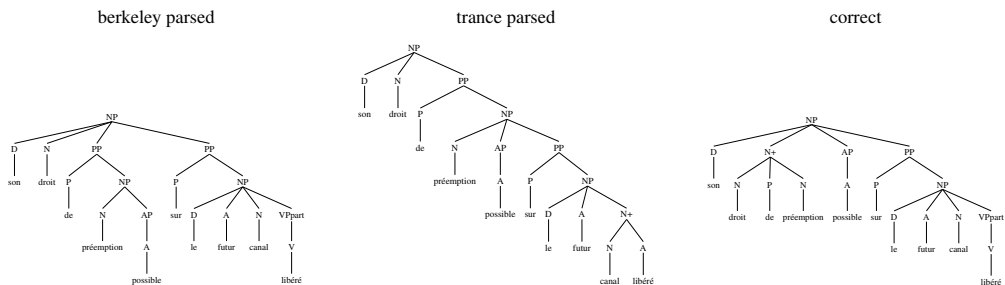 berkeley parsed
NP
D N PP PP
son droit P NP P NP
de N AP sur D A N VPpart
préemption A le futur canal V
possible libéré
trance parsed
NP
D N PP
son droit P NP
de N AP PP
préemption A P NP
possible sur D A N+
le futur N A
canal libéré
correct
NP
D N+ AP PP
son N P N A P NP
droit de préemption possible sur D A N VPpart
le futur canal V
libéré